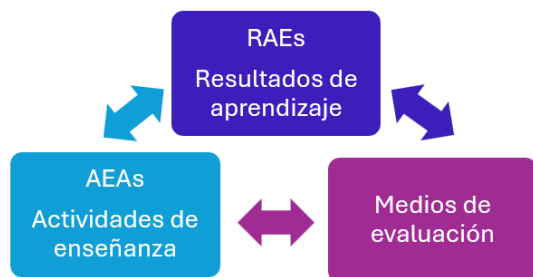 RAEs
Resultados de
aprendizaje
AEAs
Actividades de
enseñanza
Medios de
evaluación